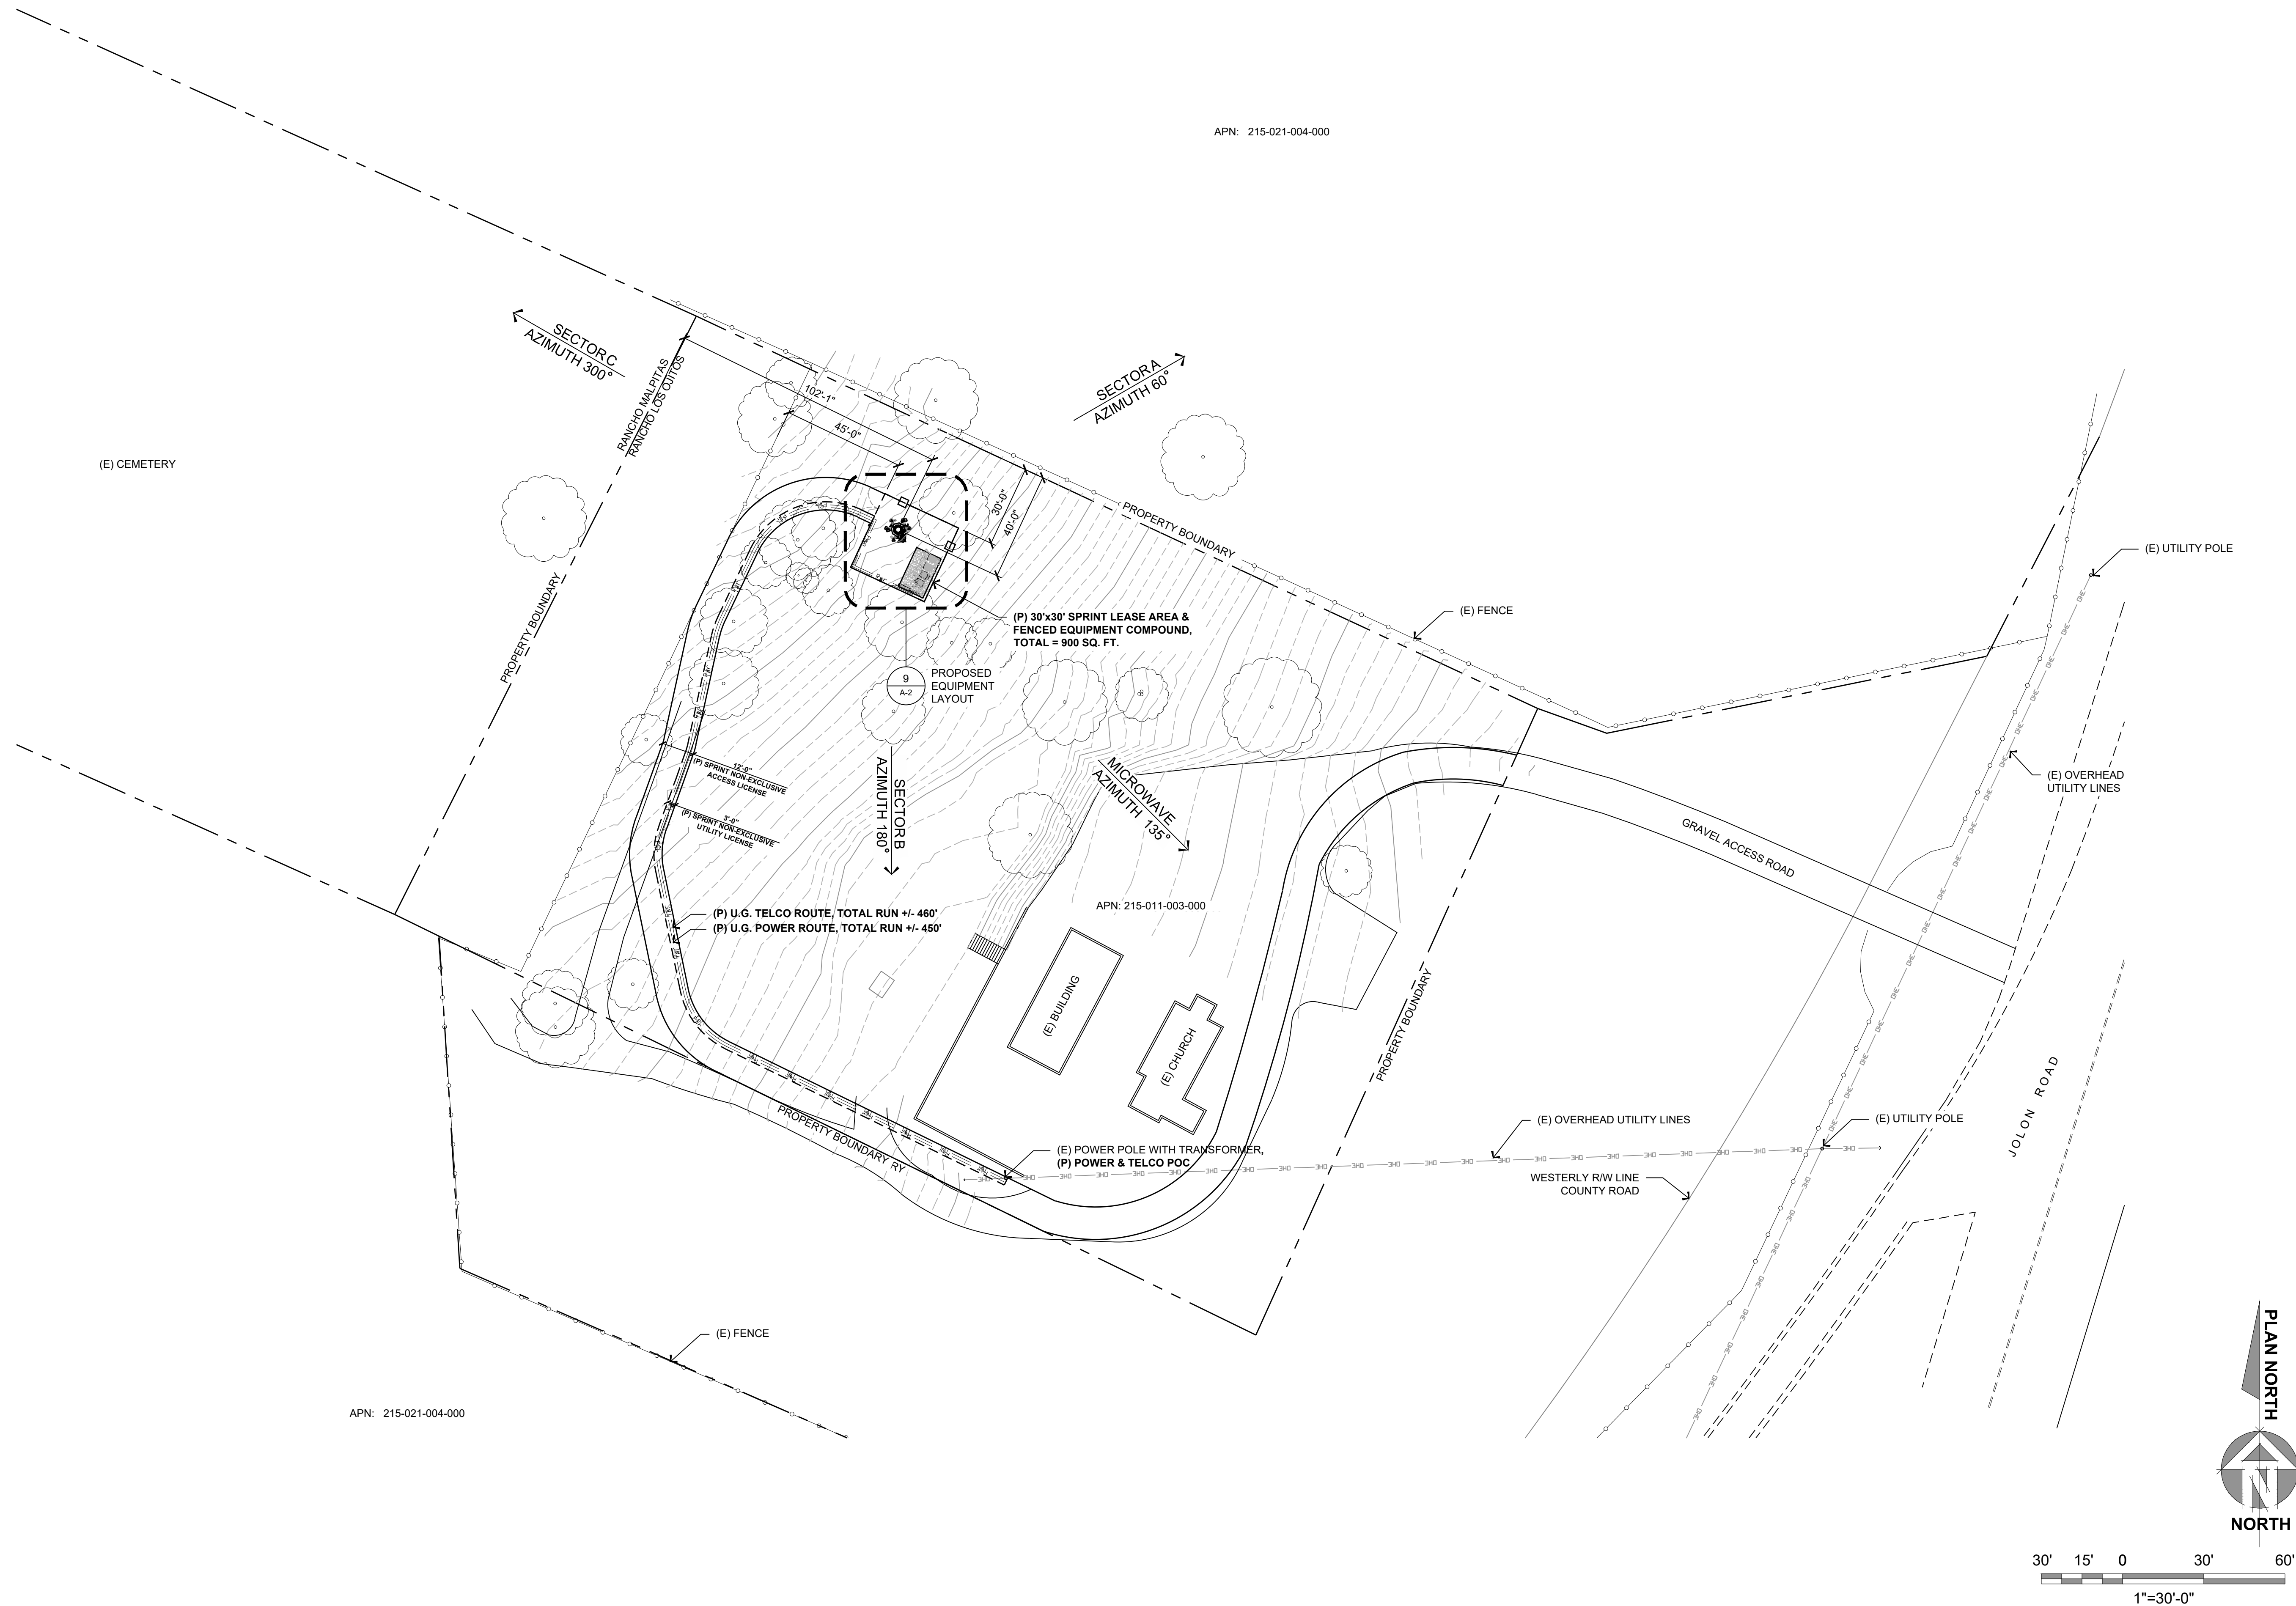 APN: 215-021-004-000
SECTOR C
AZIMUTH 300°
SECTOR A
AZIMUTH 60°
RANCHO MALPITAS
RANCHO LOS OJITOS
102'-1"
45'-0"
(E) CEMETERY
30'-0"
40'-0"
PROPERTY BOUNDARY
(E) UTILITY POLE
PROPERTY BOUNDARY
(E) FENCE
(P) 30'x30' SPRINT LEASE AREA &
FENCED EQUIPMENT COMPOUND,
TOTAL = 900 SQ. FT.
9
A-2
PROPOSED
EQUIPMENT
LAYOUT
12'-0"
(P) SPRINT NON-EXCLUSIVE
ACCESS LICENSE
3'-0"
(P) SPRINT NON-EXCLUSIVE
UTILITY LICENSE
SECTOR B
AZIMUTH 180°
MICROWAVE
AZIMUTH 135°
(E) OVERHEAD
UTILITY LINES
GRAVEL ACCESS ROAD
APN: 215-011-003-000
(P) U.G. TELCO ROUTE, TOTAL RUN +/- 460'
(P) U.G. POWER ROUTE, TOTAL RUN +/- 450'
(E) BUILDING
(E) CHURCH
PROPERTY BOUNDARY
PROPERTY BOUNDARY RY
(E) POWER POLE WITH TRANSFORMER,
(P) POWER & TELCO POC
(E) OVERHEAD UTILITY LINES
(E) UTILITY POLE
WESTERLY R/W LINE
COUNTY ROAD
JOLON ROAD
(E) FENCE
APN: 215-021-004-000
PLAN NORTH
N
NORTH
30' 15' 0 30' 60'
1"=30'-0"